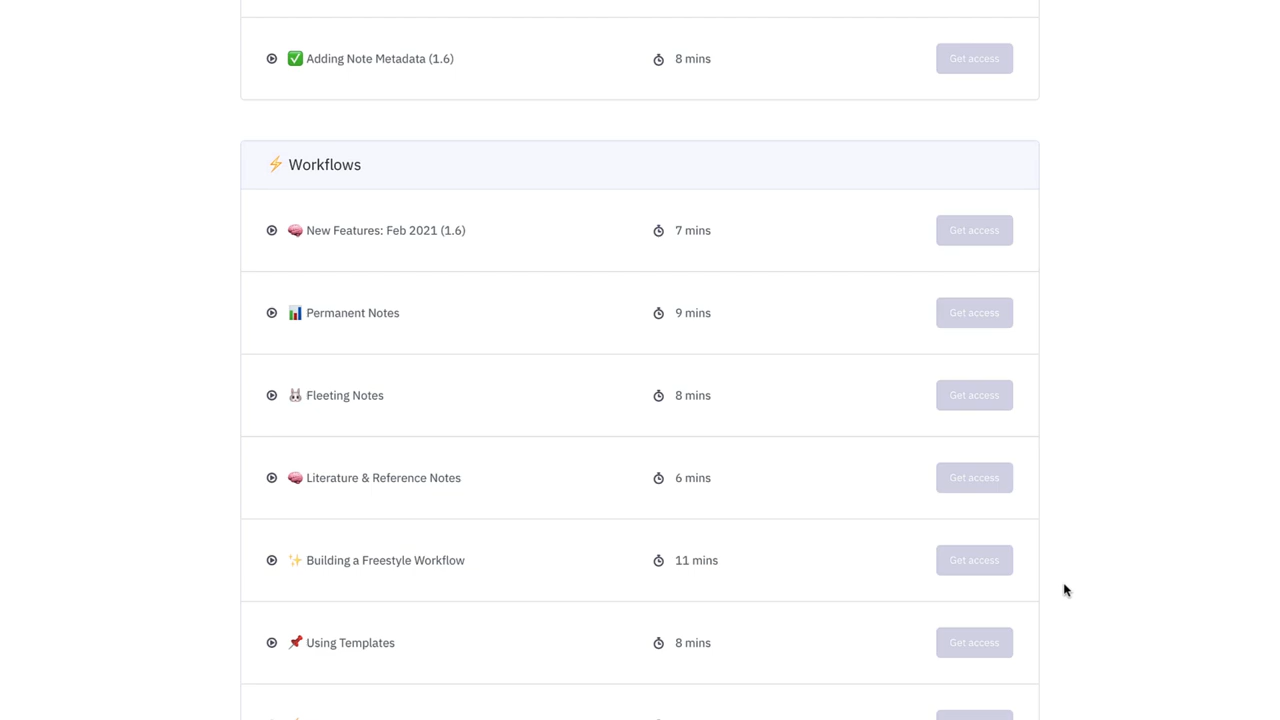 ✅ Adding Note Metadata (1.6) 8 mins Get access
⚡ Workflows
🧠 New Features: Feb 2021 (1.6) 7 mins Get access
📊 Permanent Notes 9 mins Get access
🐰 Fleeting Notes 8 mins Get access
🧠 Literature & Reference Notes 6 mins Get access
✨ Building a Freestyle Workflow 11 mins Get access
📌 Using Templates 8 mins Get access